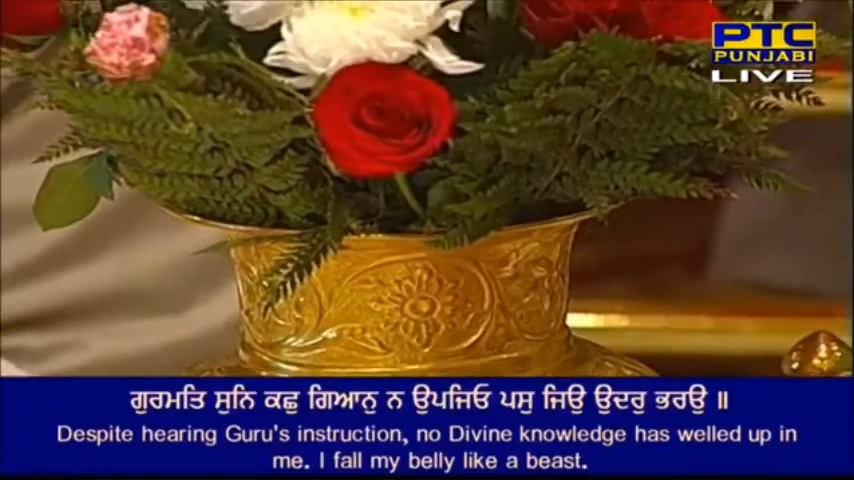 PTC
PUNJABI
LIVE
ਗੁਰਮਤਿ ਸੁਨਿ ਕਛੁ ਗਿਆਨੁ ਨ ਉਪਜਿਓ ਪਸੁ ਜਿਉ ਉਦਰੁ ਭਰਉ ॥
Despite hearing Guru's instruction, no Divine knowledge has welled up in
me. I fall my belly like a beast.